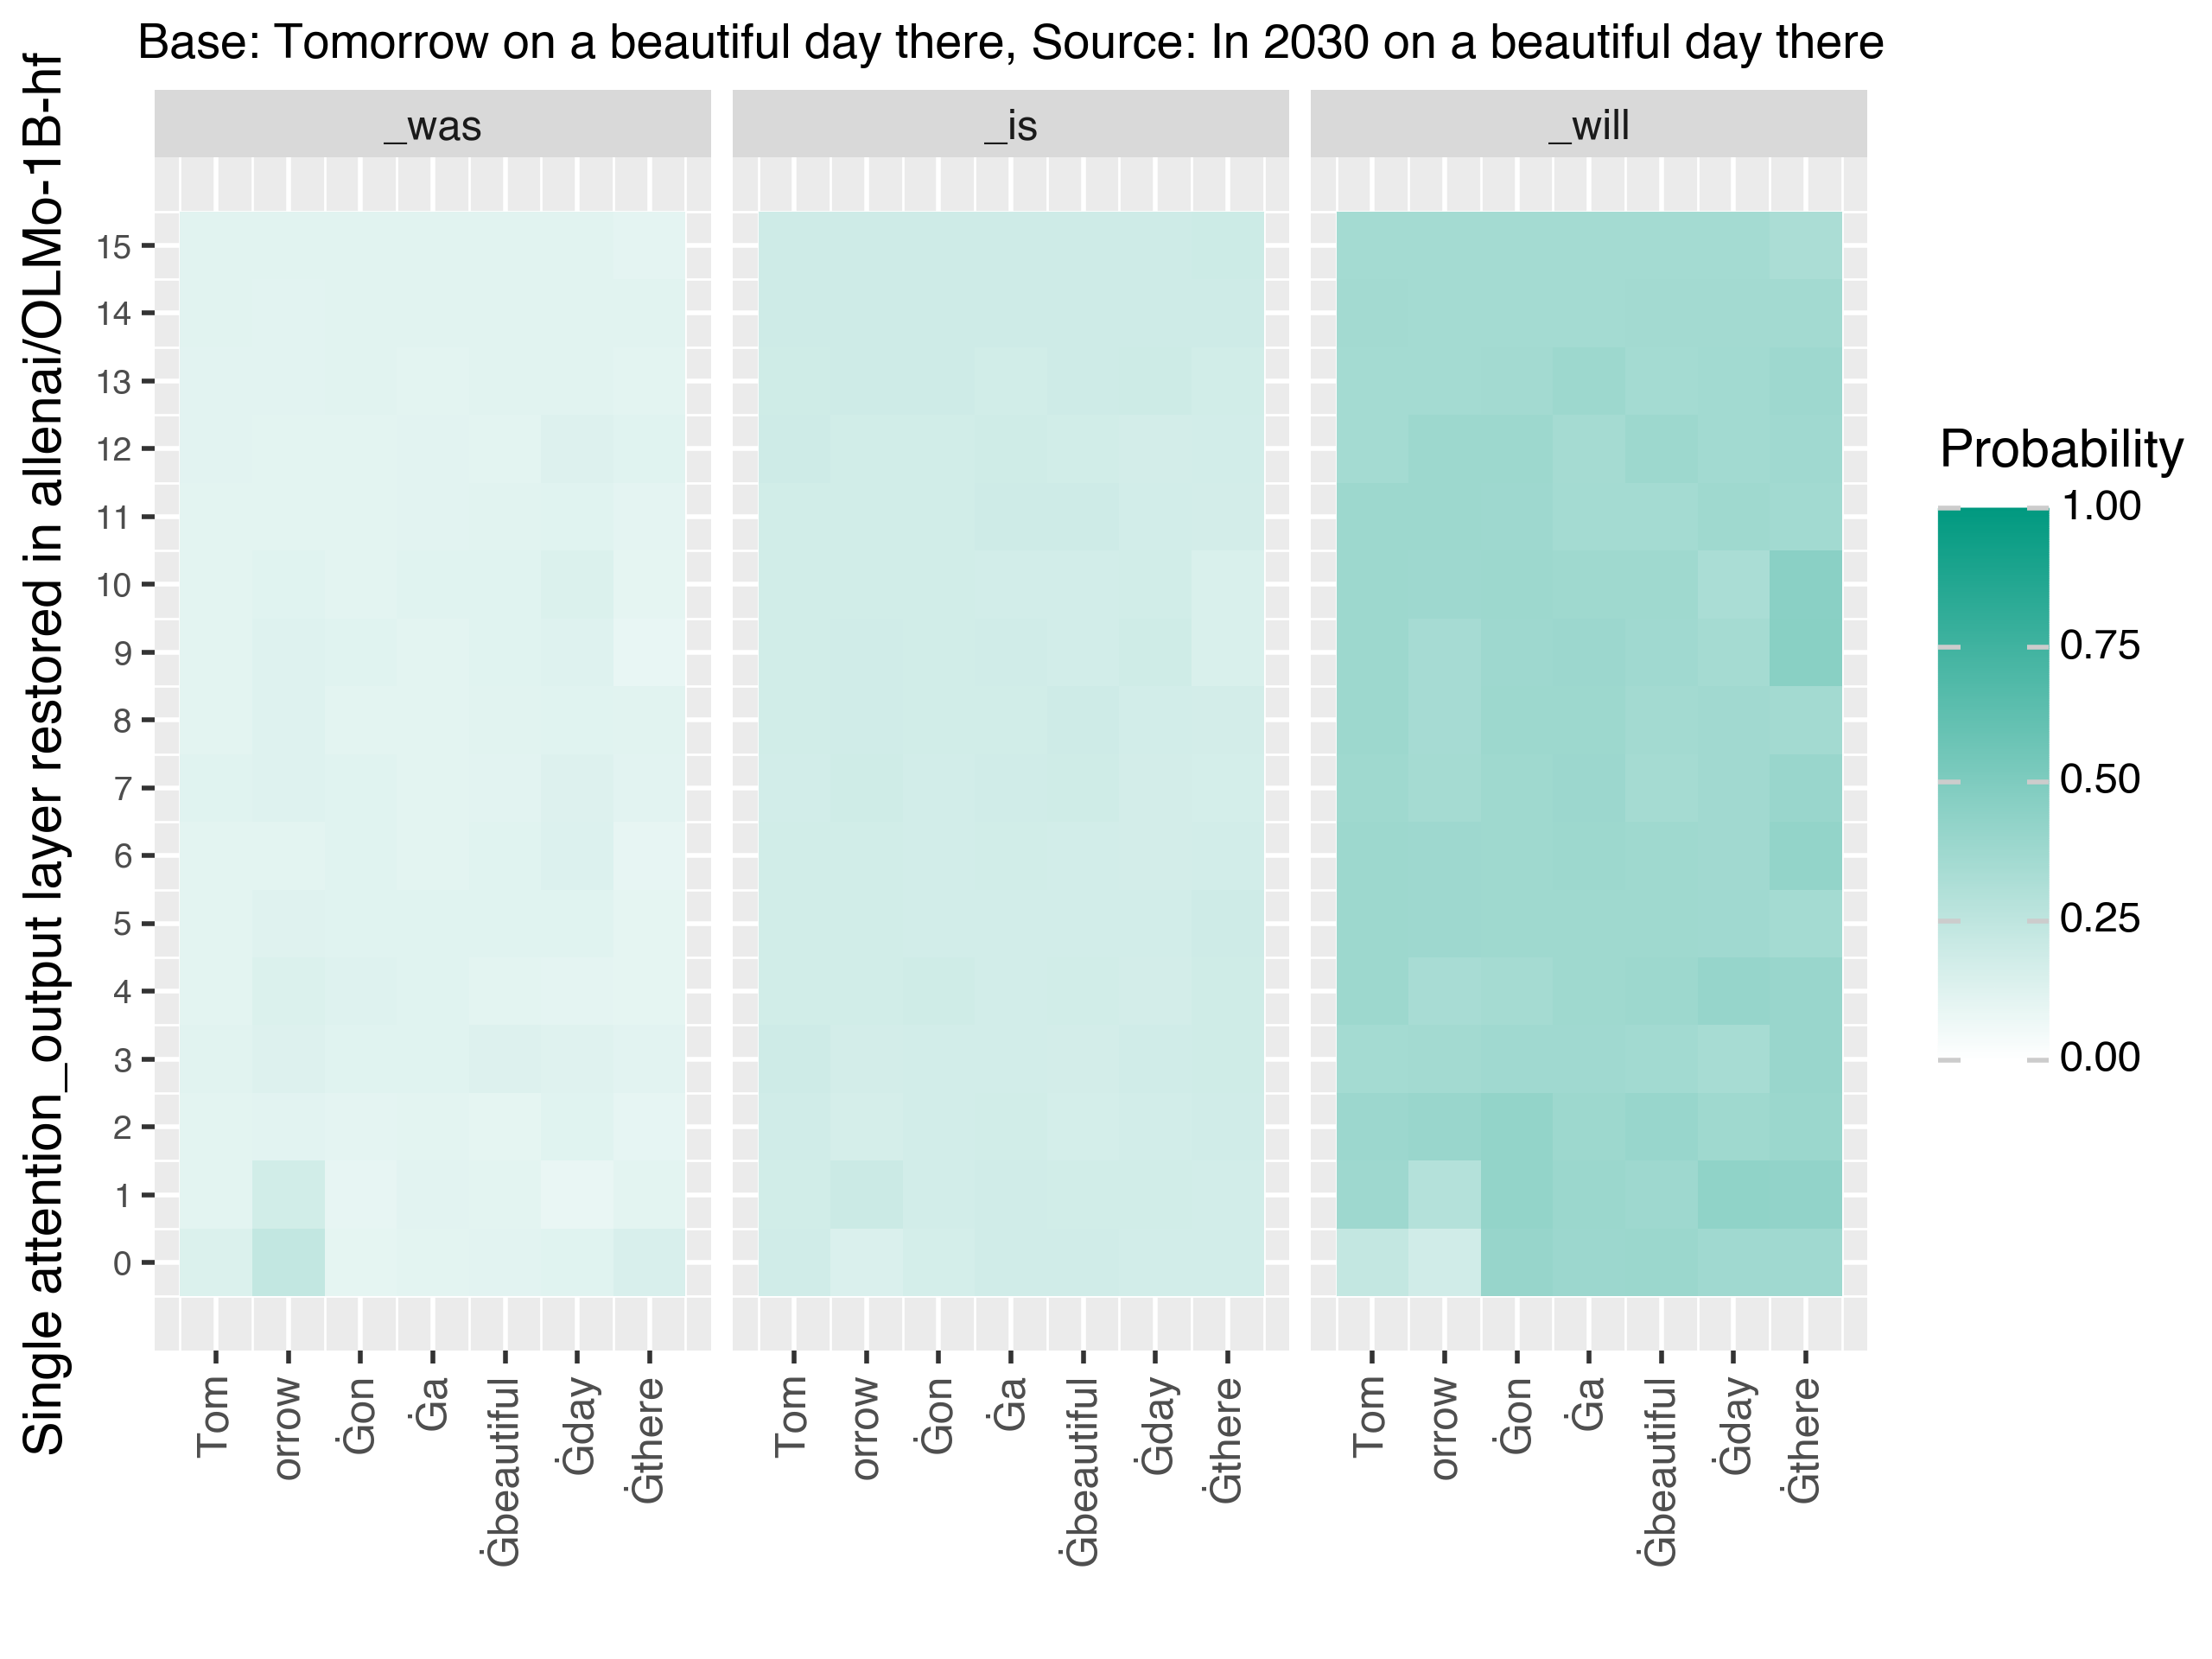 Base: Tomorrow on a beautiful day there, Source: In 2030 on a beautiful day there
Single attention_output layer restored in allenai/OLMo-1B-hf
_was
_is
_will
15
14
13
12
11
10
9
8
7
6
5
4
3
2
1
0
Tom
orrow
Ġon
Ġa
Ġbeautiful
Ġday
Ġthere
Tom
orrow
Ġon
Ġa
Ġbeautiful
Ġday
Ġthere
Tom
orrow
Ġon
Ġa
Ġbeautiful
Ġday
Ġthere
Probability
1.00
0.75
0.50
0.25
0.00